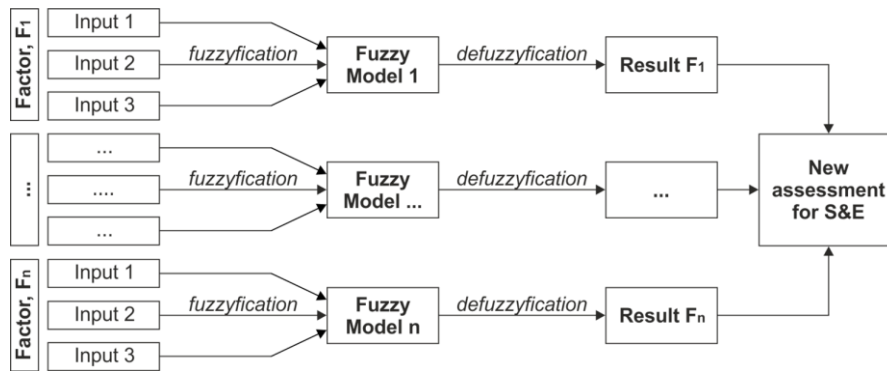 Factor, F1
Input 1
Input 2
Input 3
fuzzyfication
Fuzzy
Model 1
defuzzyfication
Result F1
...
...
....
...
fuzzyfication
Fuzzy
Model ...
defuzzyfication
...
New
assessment
for S&E
Factor, Fn
Input 1
Input 2
Input 3
fuzzyfication
Fuzzy
Model n
defuzzyfication
Result Fn